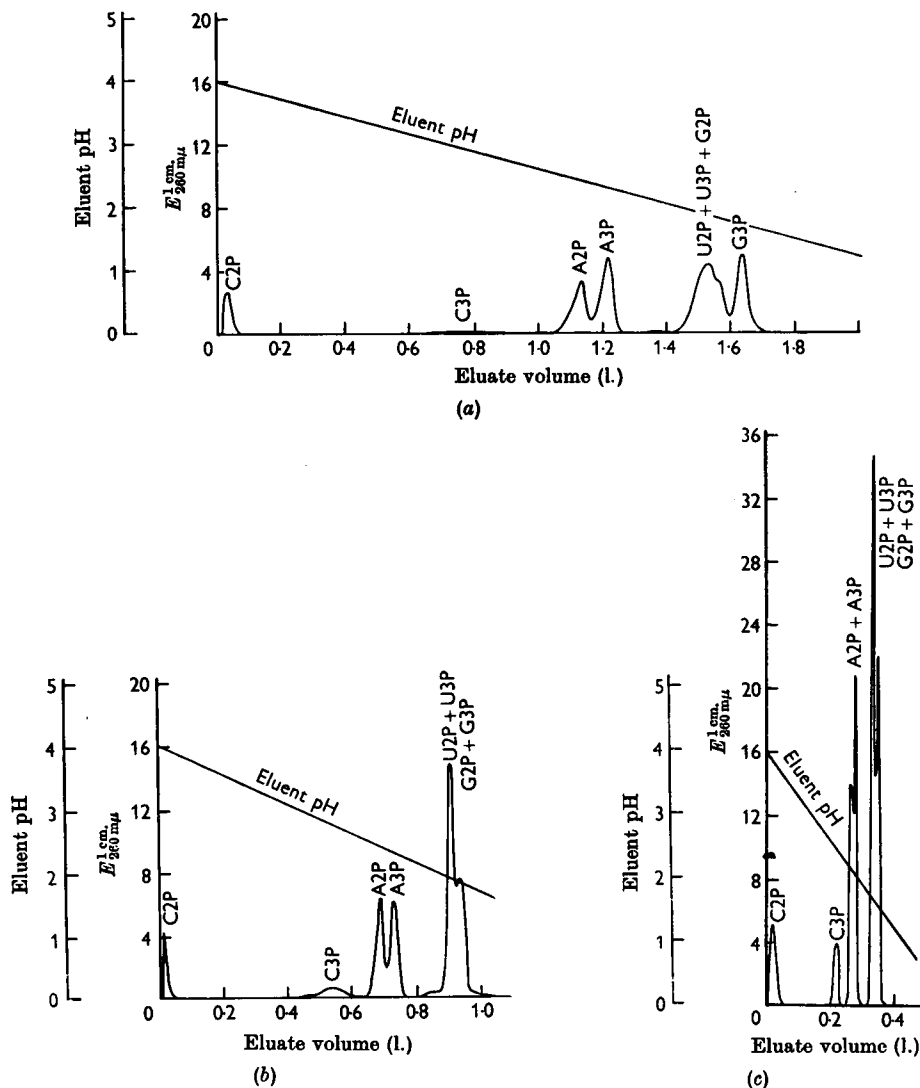 5
4
3
2
1
0
Eluent pH
20
16
12
8
4
0
E 1 cm. 260 mμ
Eluent pH
C2P
C3P
A2P
A3P
U2P + U3P + G2P
G3P
0·2 0·4 0·6 0·8 1·0 1·2 1·4 1·6 1·8
Eluate volume (l.)
(a)
5
4
3
2
1
0
Eluent pH
20
16
12
8
4
0
E 1 cm. 260 mμ
Eluent pH
C2P
C3P
A2P
A3P
U2P + U3P
G2P + G3P
0·2 0·4 0·6 0·8 1·0
Eluate volume (l.)
(b)
5
4
3
2
1
0
Eluent pH
36
32
28
24
20
16
12
8
4
0
E 1 cm. 260 mμ
Eluent pH
C2P
C3P
A2P + A3P
U2P + U3P
G2P + G3P
0·2 0·4
Eluate volume (l.)
(c)